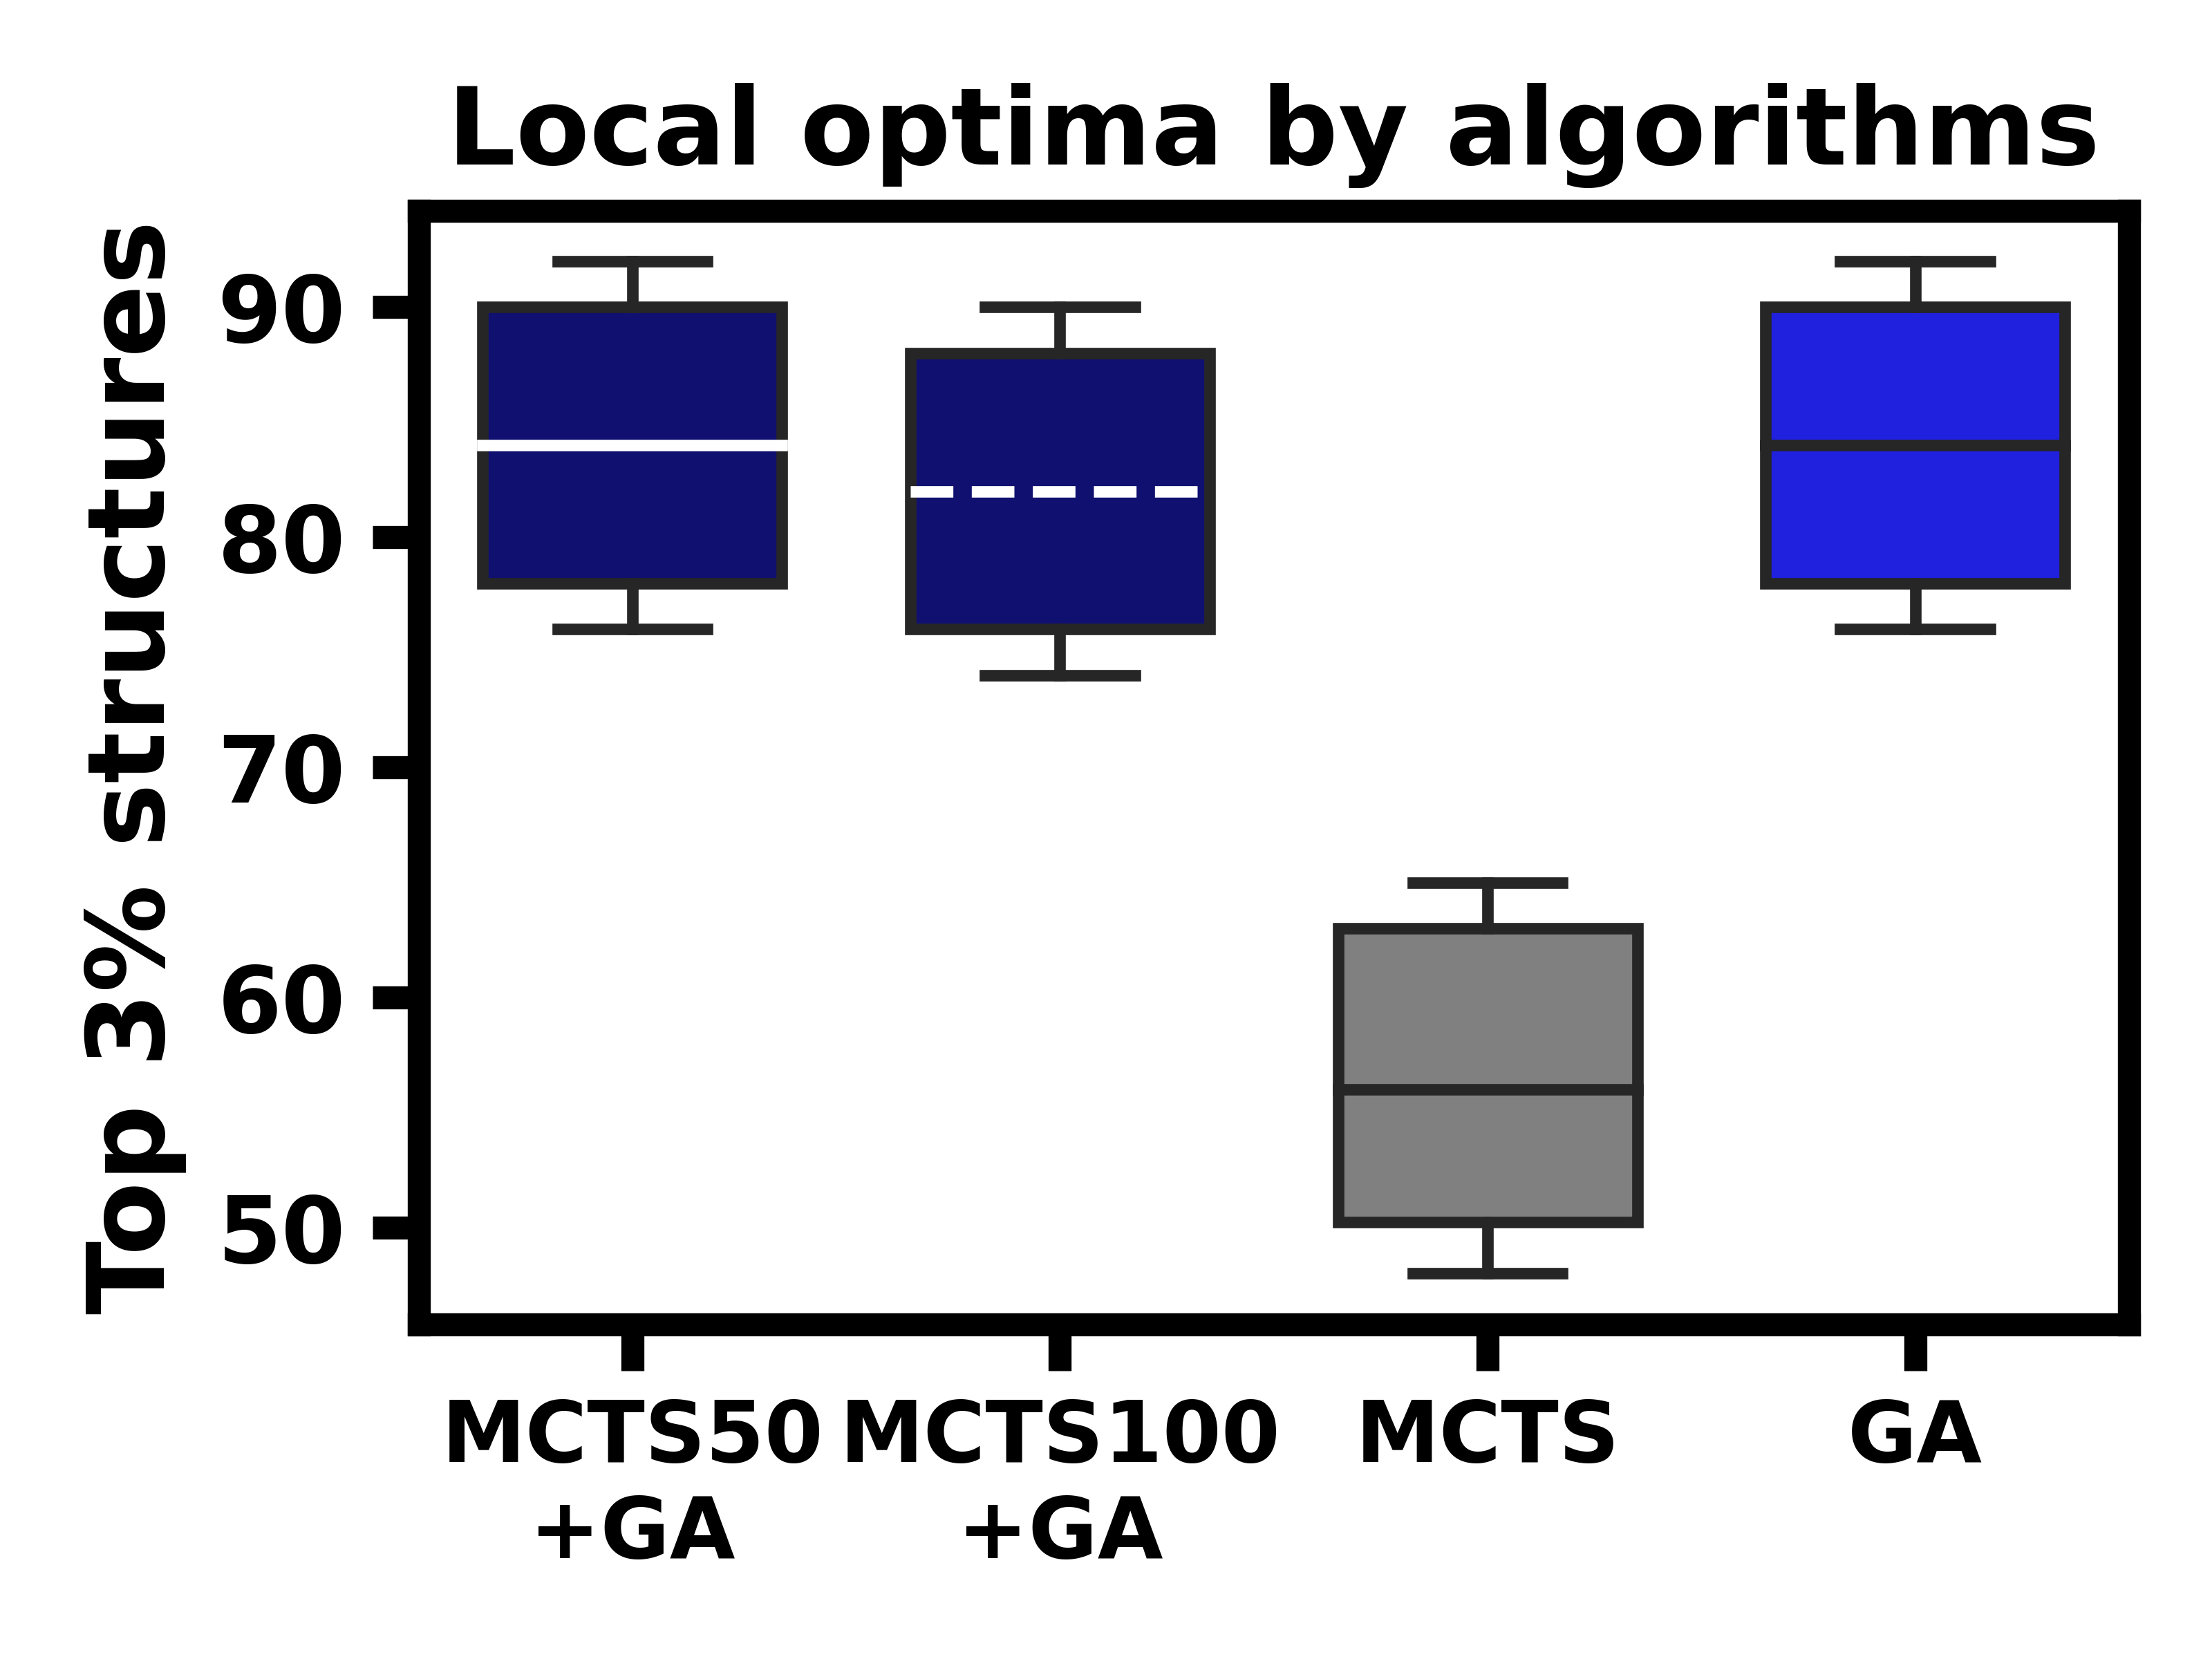 Local optima by algorithms
Top 3% structures
90
80
70
60
50
MCTS50 MCTS100 MCTS GA
+GA +GA